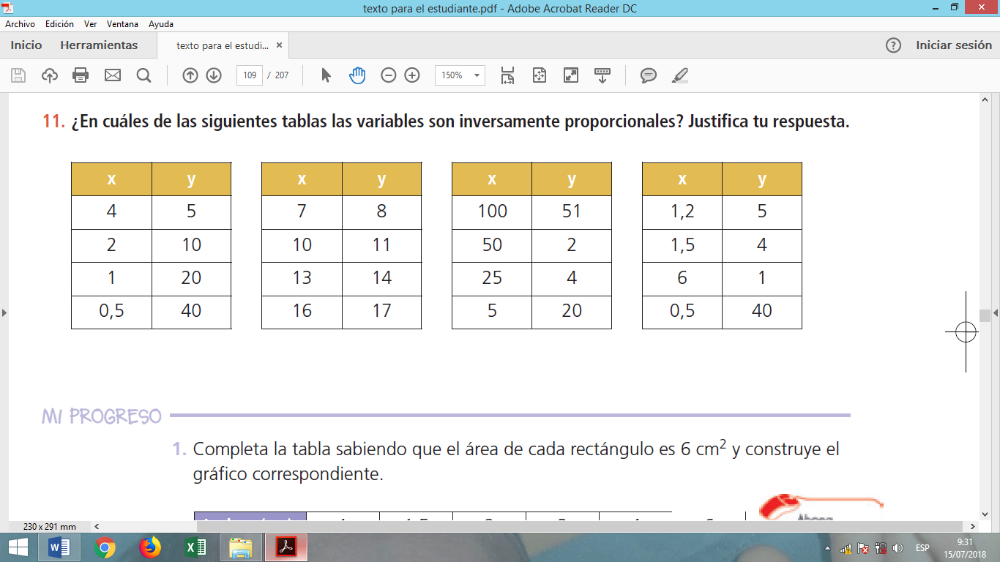 texto para el estudiante.pdf - Adobe Acrobat Reader DC
Archivo Edición Ver Ventana Ayuda
Inicio Herramientas texto para el estudi... × Iniciar sesión
109 / 207 150%
11. ¿En cuáles de las siguientes tablas las variables son inversamente proporcionales? Justifica tu respuesta.
x y x y x y x y
4 5 7 8 100 51 1,2 5
2 10 10 11 50 2 1,5 4
1 20 13 14 25 4 6 1
0,5 40 16 17 5 20 0,5 40
MI PROGRESO
1. Completa la tabla sabiendo que el área de cada rectángulo es 6 cm² y construye el
gráfico correspondiente.
230 x 291 mm
ESP
9:31
15/07/2018